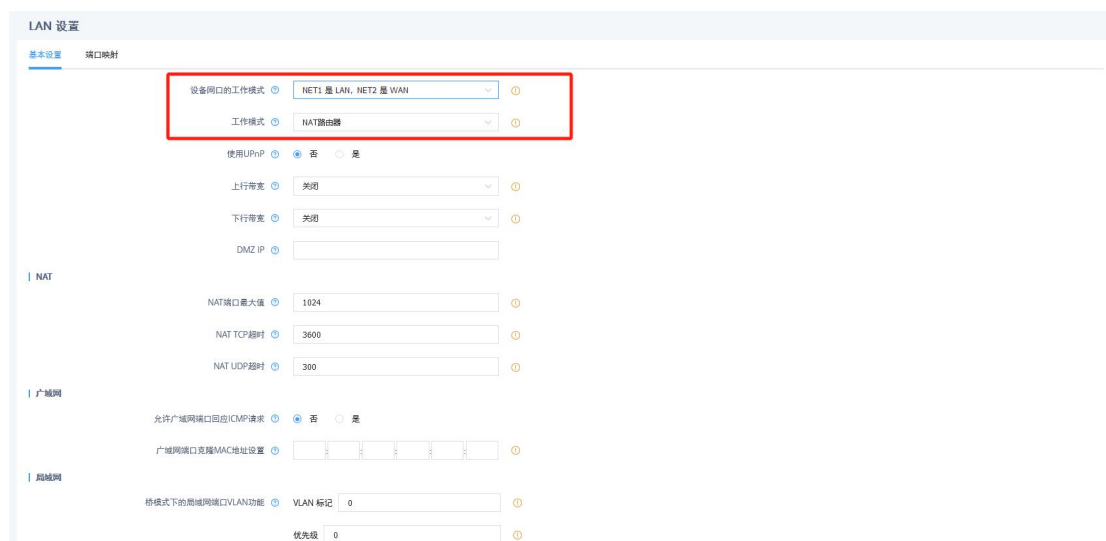 LAN 设置
基本设置 端口映射
设备网口的工作模式 NET1 是 LAN, NET2 是 WAN
工作模式 NAT路由器
使用UPnP 否 是
上行带宽 关闭
下行带宽 关闭
DMZ IP
NAT
NAT端口最大值 1024
NAT TCP超时 3600
NAT UDP超时 300
广域网
允许广域网端口回应ICMP请求 否 是
广域网端口克隆MAC地址设置 : : : : :
局域网
桥模式下的局域网端口VLAN功能 VLAN 标记 0
优先级 0